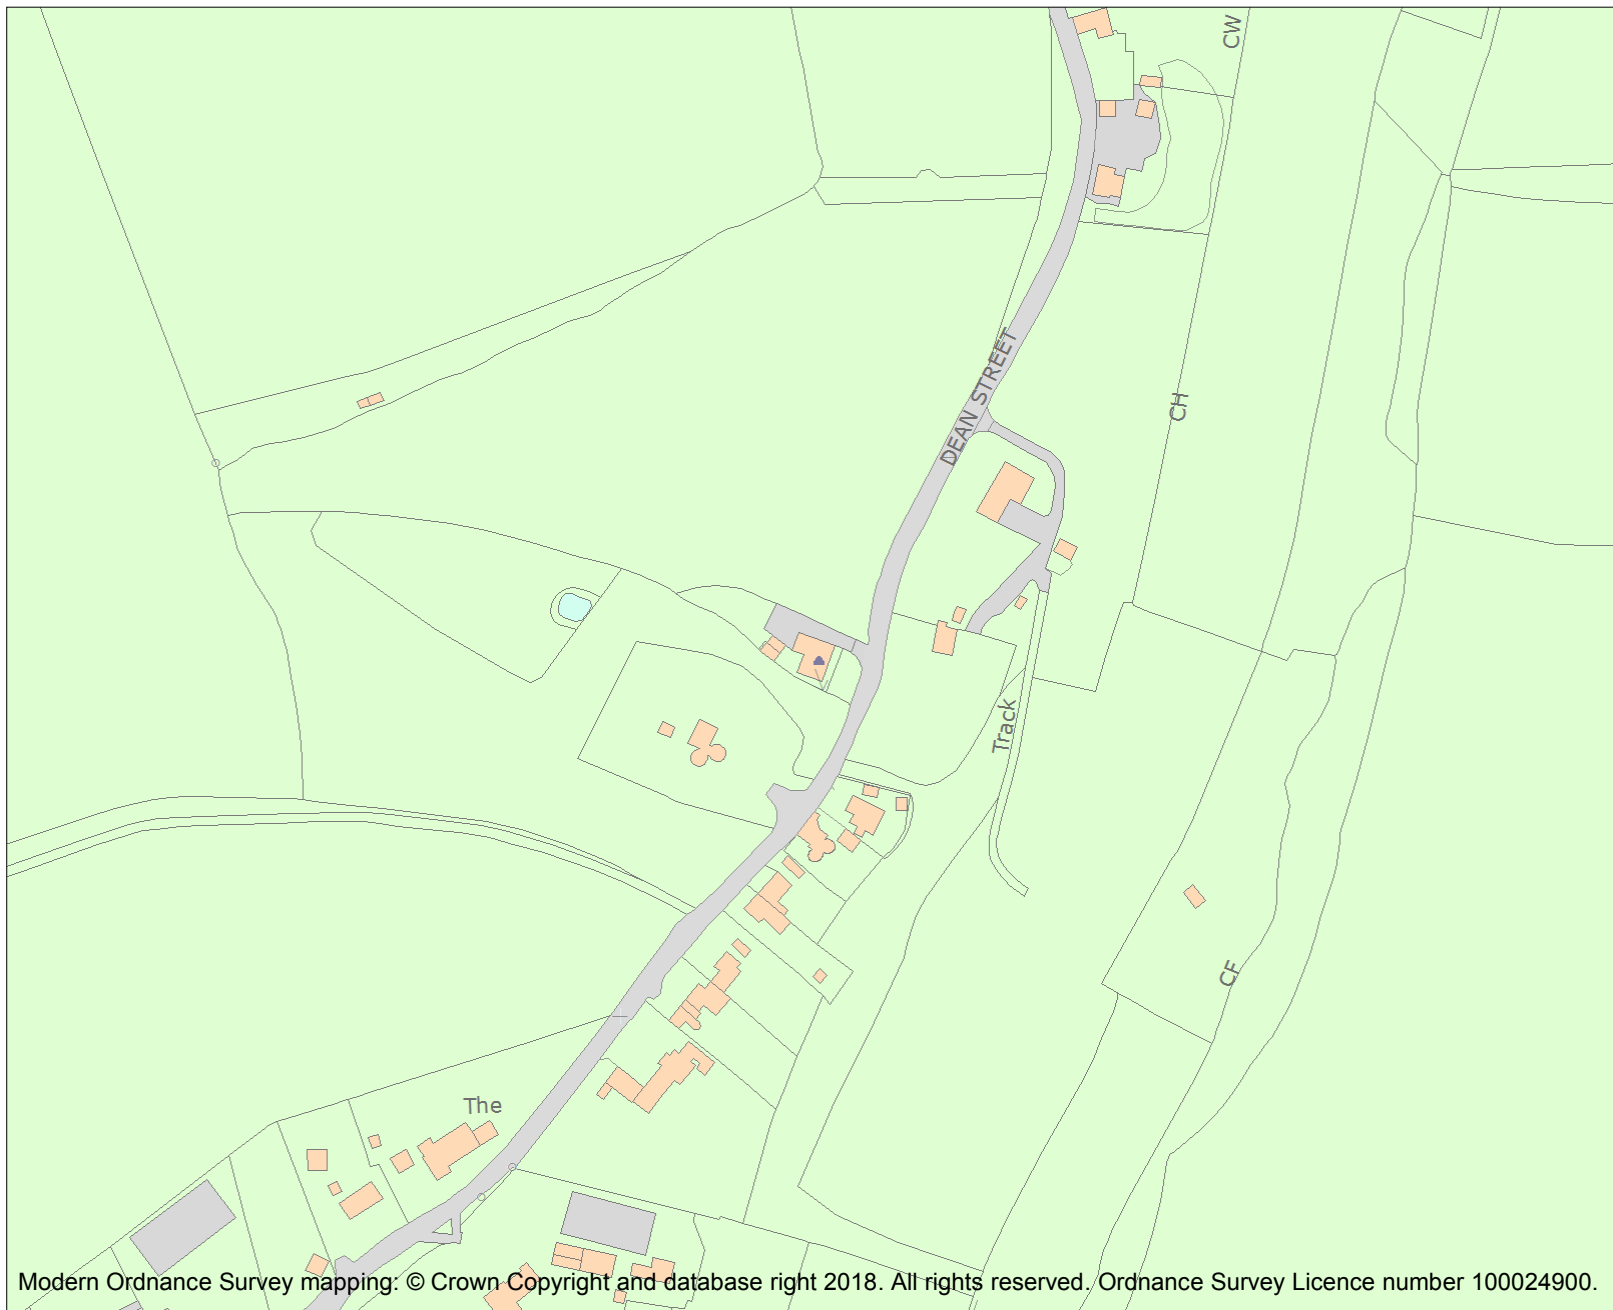 CW
DEAN STREET
CH
Track
CF
The
Modern Ordnance Survey mapping: © Crown Copyright and database right 2018. All rights reserved. Ordnance Survey Licence number 100024900.